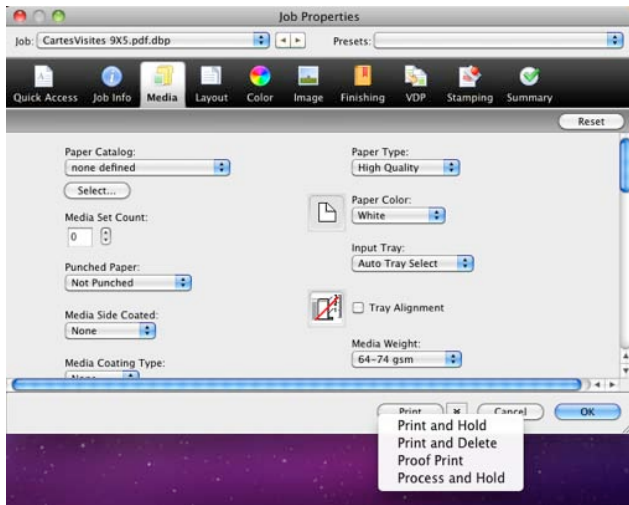 Job Properties
Job: CartesVisites 9X5.pdf.dbp Presets:
Quick Access Job Info Media Layout Color Image Finishing VDP Stamping Summary
Reset
Paper Catalog:
none defined
Select...
Media Set Count:
0
Punched Paper:
Not Punched
Media Side Coated:
None
Media Coating Type:
Paper Type:
High Quality
Paper Color:
White
Input Tray:
Auto Tray Select
Tray Alignment
Media Weight:
64-74 gsm
Print Cancel OK
Print and Hold
Print and Delete
Proof Print
Process and Hold